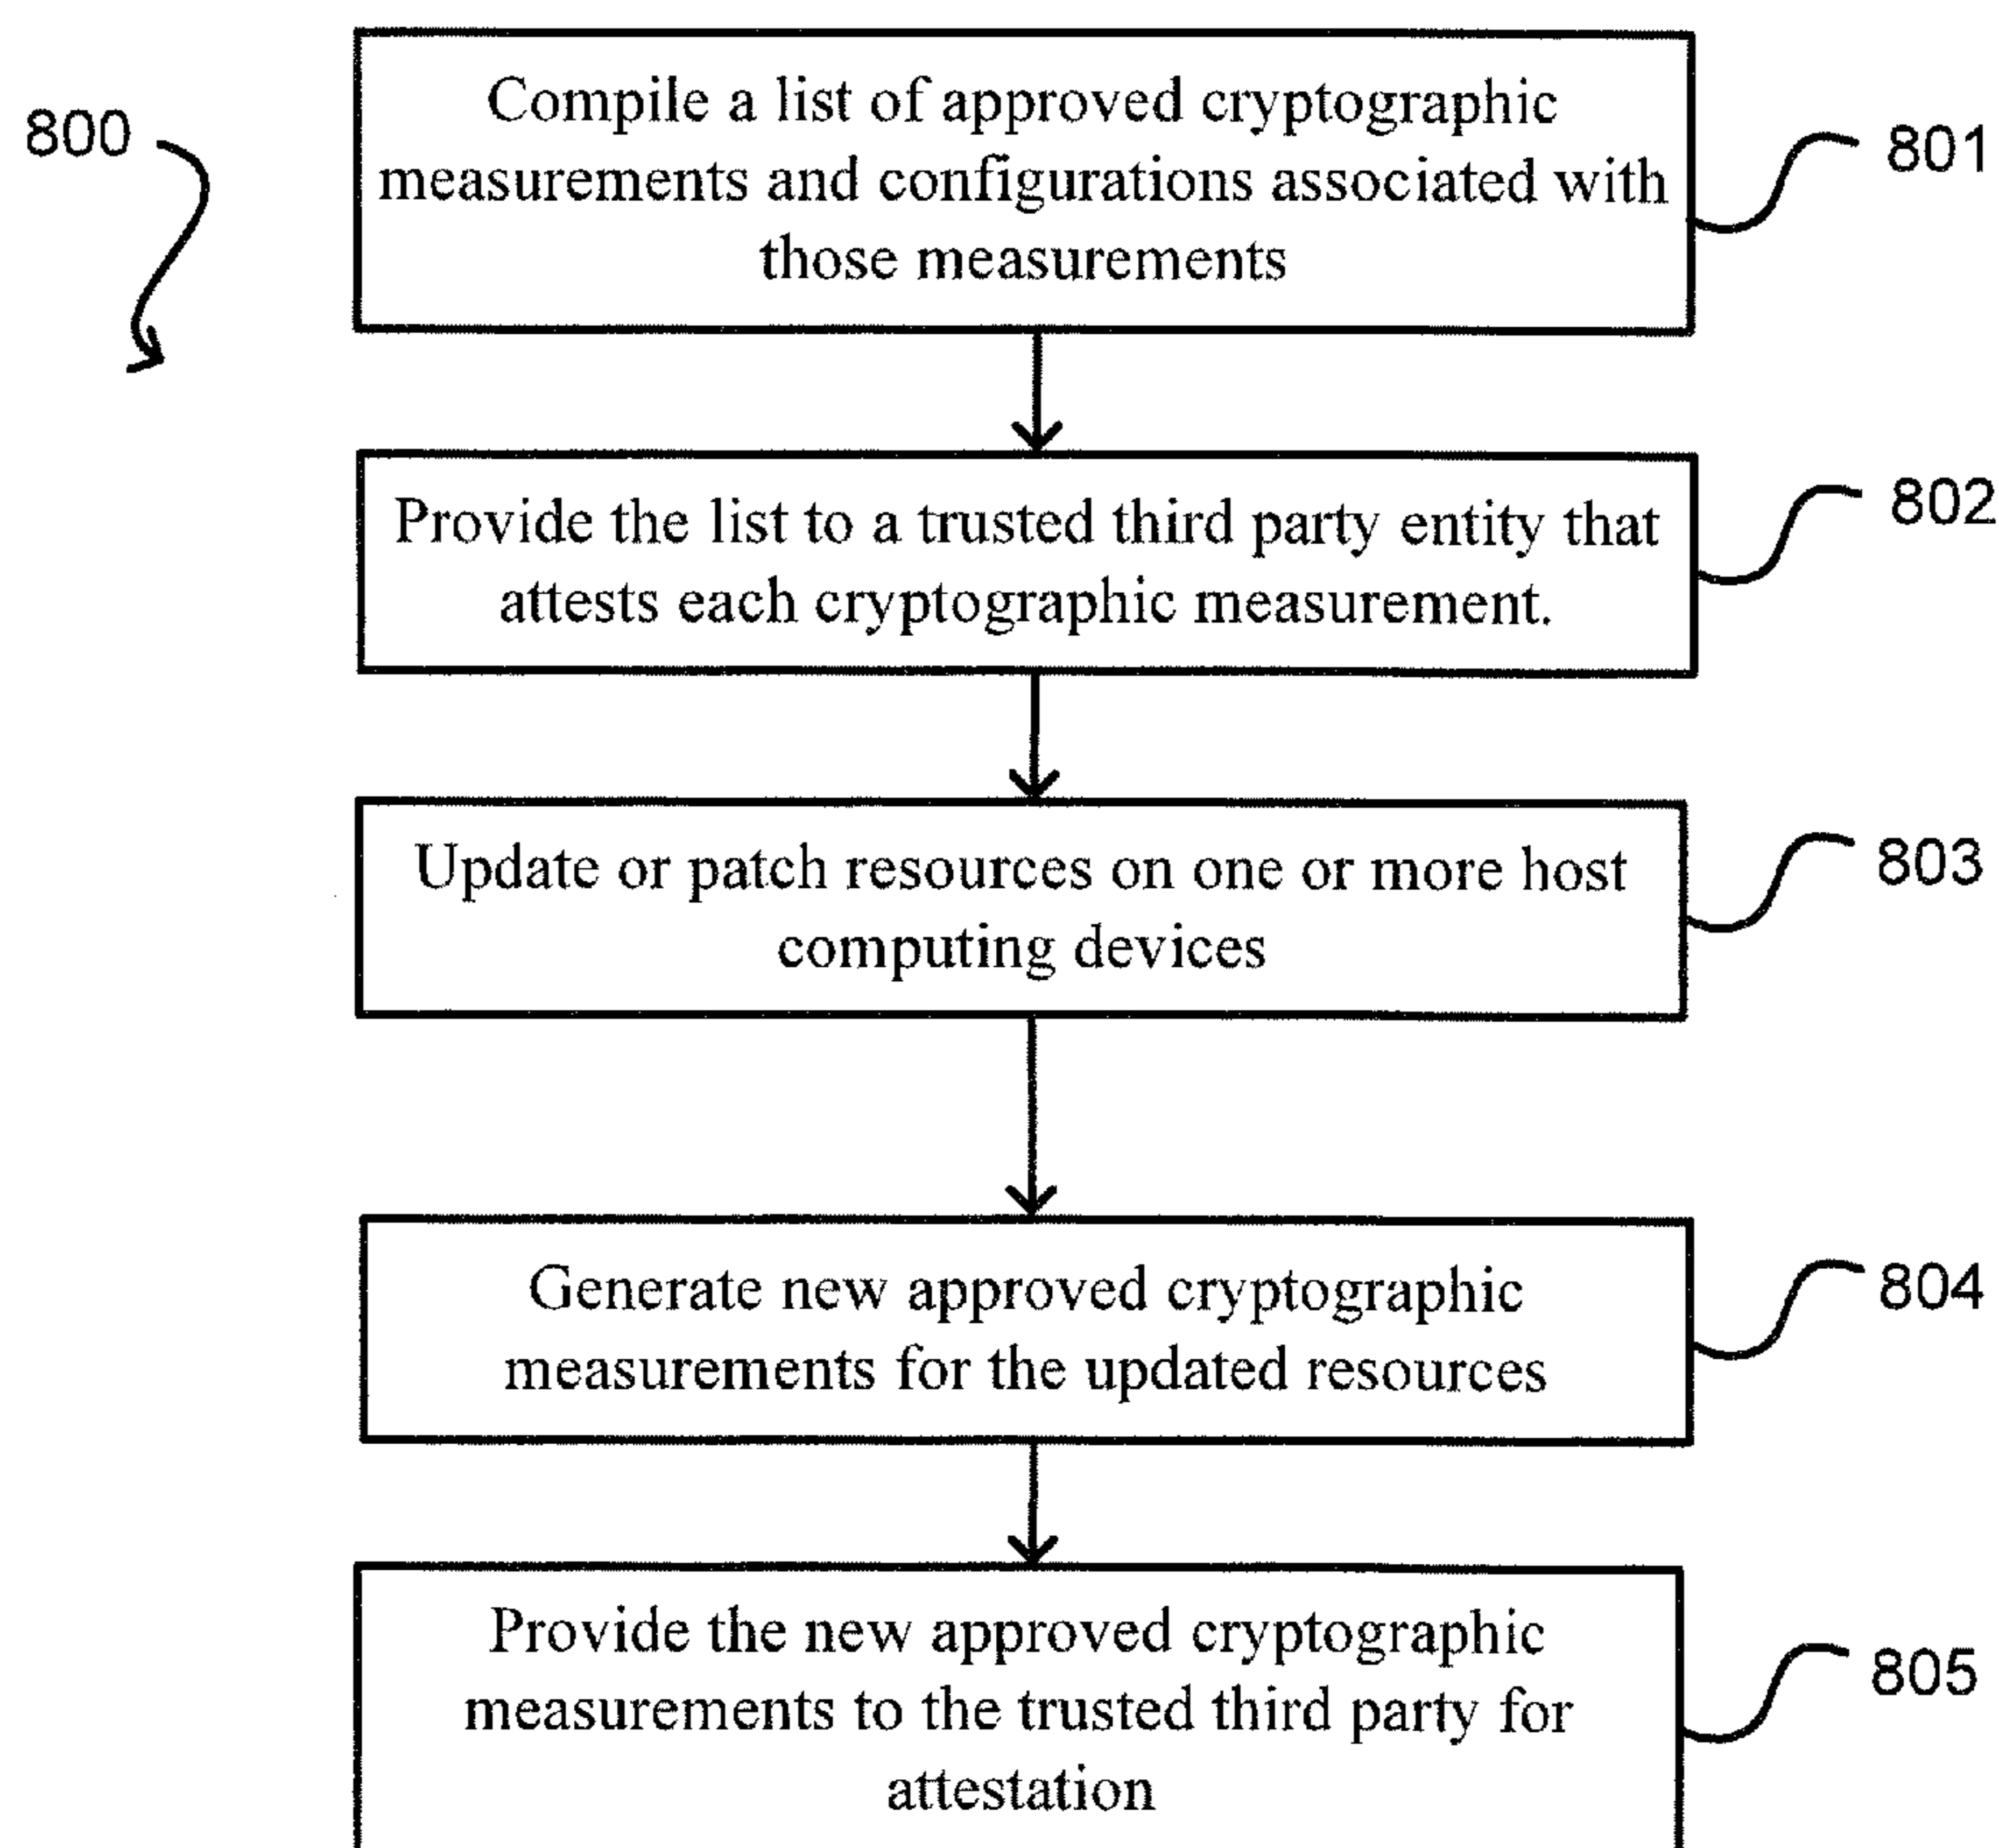 800
Compile a list of approved cryptographic
measurements and configurations associated with
those measurements
801
Provide the list to a trusted third party entity that
attests each cryptographic measurement.
802
Update or patch resources on one or more host
computing devices
803
Generate new approved cryptographic
measurements for the updated resources
804
Provide the new approved cryptographic
measurements to the trusted third party for
attestation
805